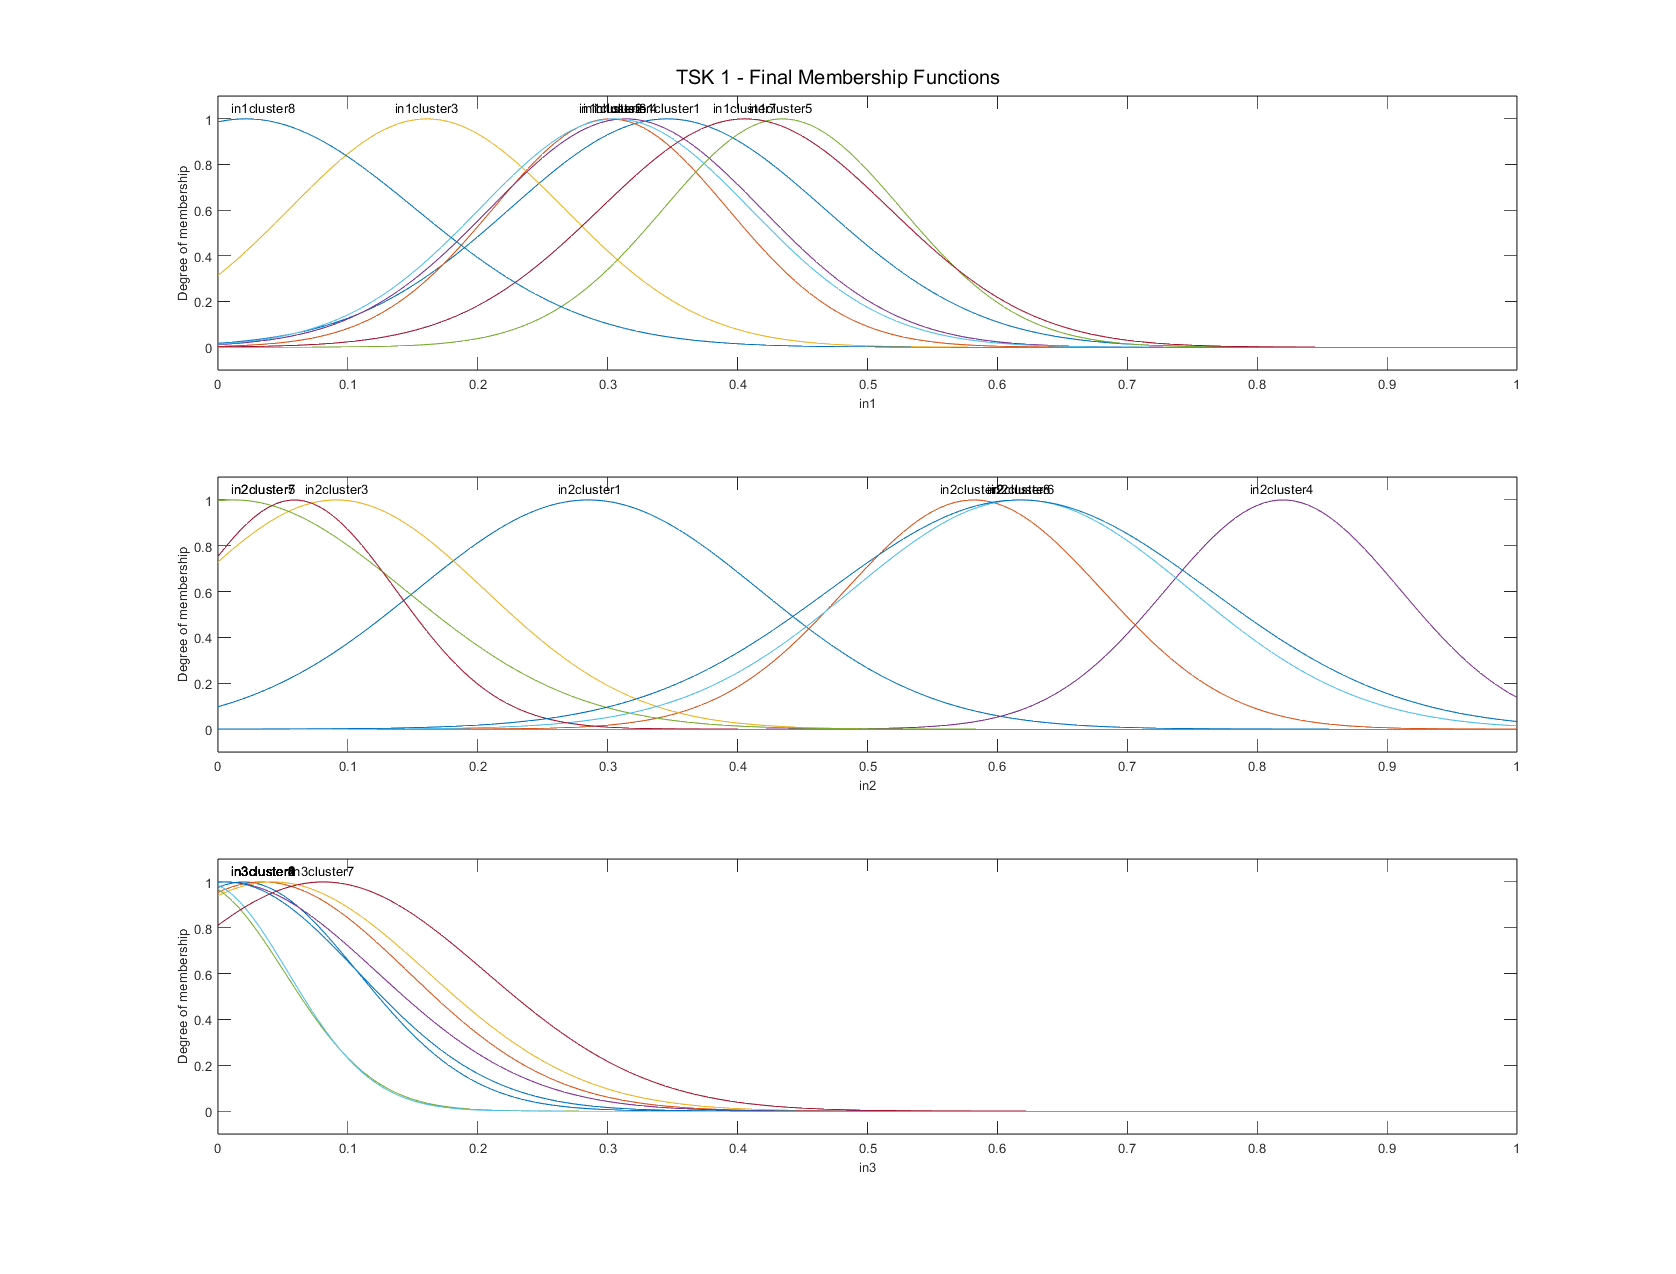 TSK 1 - Final Membership Functions
in1cluster8 in1cluster3 in1cluster5
1
0.8
0.6
0.4
0.2
0
Degree of membership
0 0.1 0.2 0.3 0.4 0.5 0.6 0.7 0.8 0.9 1
in1
in2cluster3 in2cluster1 in2cluster4
1
0.8
0.6
0.4
0.2
0
Degree of membership
0 0.1 0.2 0.3 0.4 0.5 0.6 0.7 0.8 0.9 1
in2
in3cluster7
1
0.8
0.6
0.4
0.2
0
Degree of membership
0 0.1 0.2 0.3 0.4 0.5 0.6 0.7 0.8 0.9 1
in3